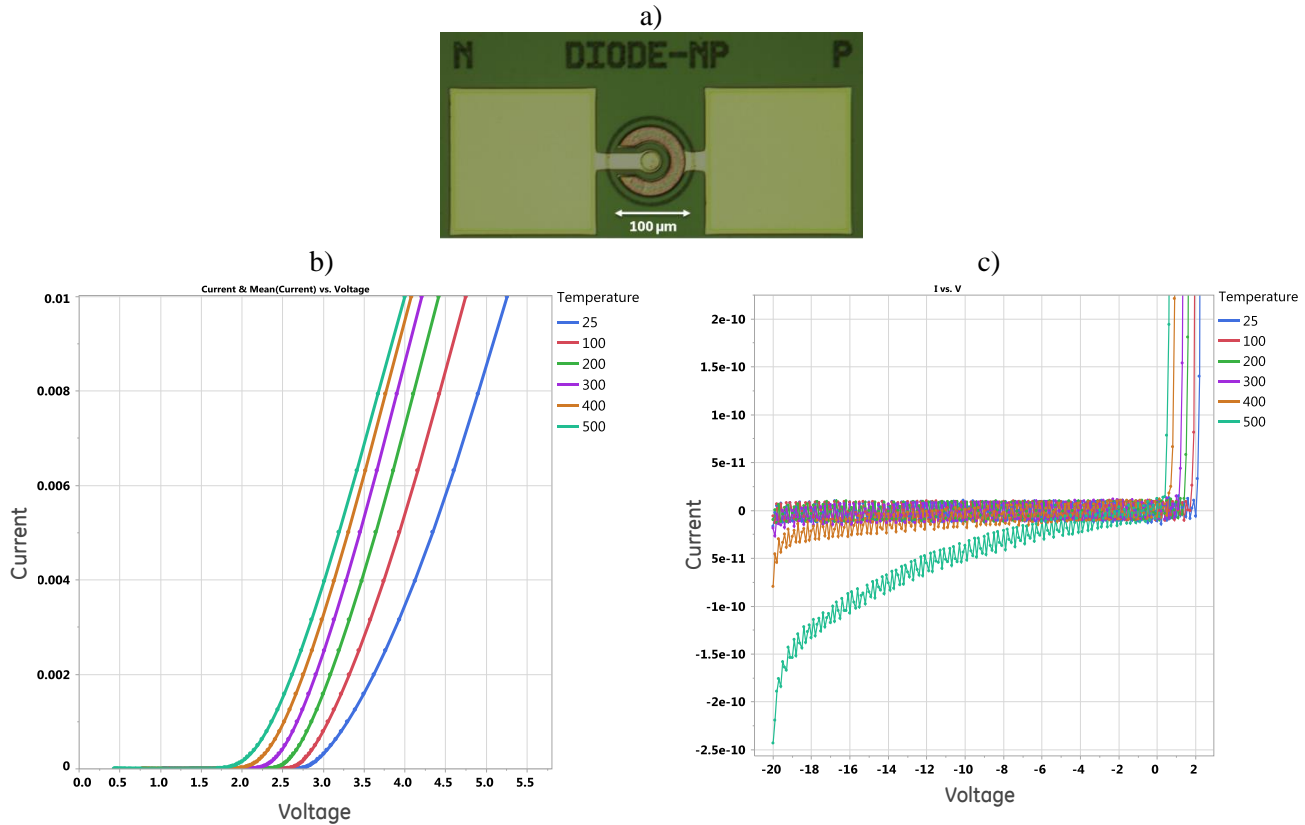 a)
N DIODE-NP P
100 µm
b)
Current & Mean(Current) vs. Voltage
0.01
0.008
0.006
0.004
0.002
0
Current
0.0 0.5 1.0 1.5 2.0 2.5 3.0 3.5 4.0 4.5 5.0 5.5
Voltage
Temperature
25
100
200
300
400
500
c)
I vs. V
2e-10
1.5e-10
1e-10
5e-11
0
5e-11
-1e-10
-1.5e-10
-2e-10
-2.5e-10
Current
-20 -18 -16 -14 -12 -10 -8 -6 -4 -2 0 2
Voltage
Temperature
25
100
200
300
400
500